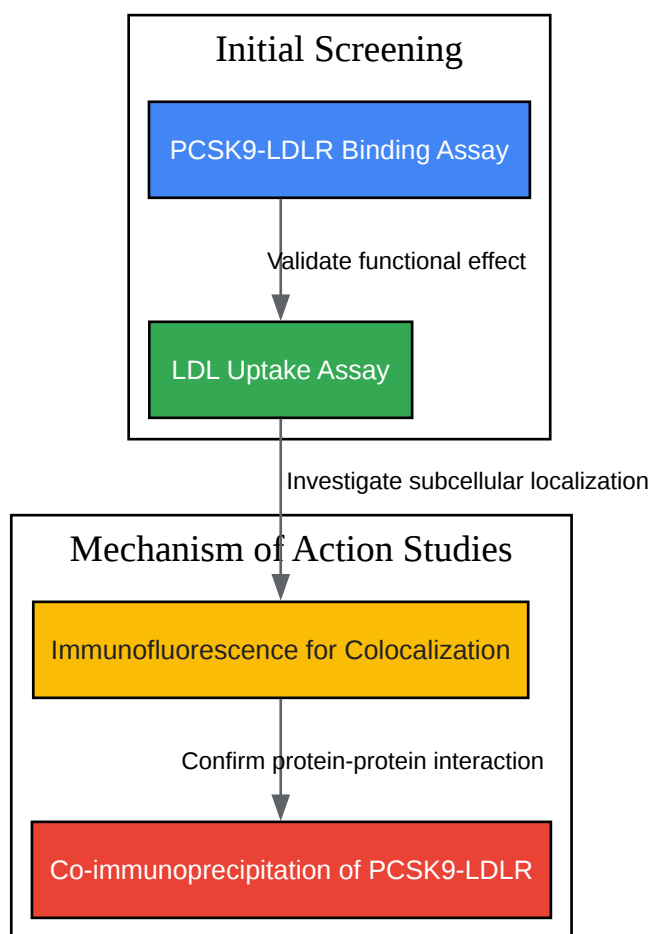 Initial Screening
PCSK9-LDLR Binding Assay
Validate functional effect
LDL Uptake Assay
Investigate subcellular localization
Mechanism of Action Studies
Immunofluorescence for Colocalization
Confirm protein-protein interaction
Co-immunoprecipitation of PCSK9-LDLR